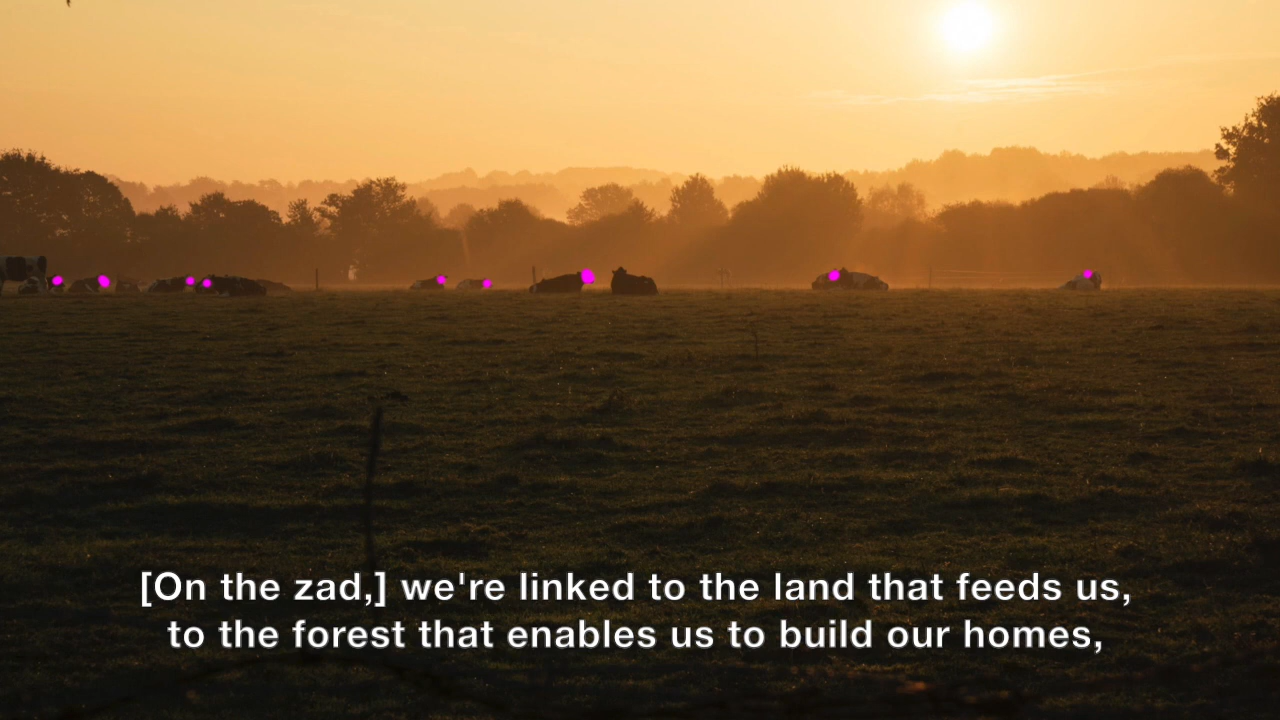 [On the zad,] we're linked to the land that feeds us,
to the forest that enables us to build our homes,